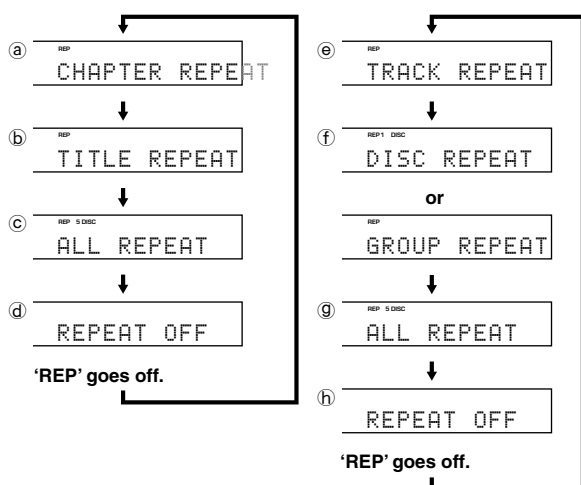 ⓐ REP
CHAPTER REPEAT
ⓑ REP
TITLE REPEAT
ⓒ REP 5 DISC
ALL REPEAT
ⓓ REPEAT OFF
‘REP’ goes off.
ⓔ REP
TRACK REPEAT
ⓕ REP1 DISC
DISC REPEAT
or
REP
GROUP REPEAT
ⓖ REP 5 DISC
ALL REPEAT
ⓗ REPEAT OFF
‘REP’ goes off.